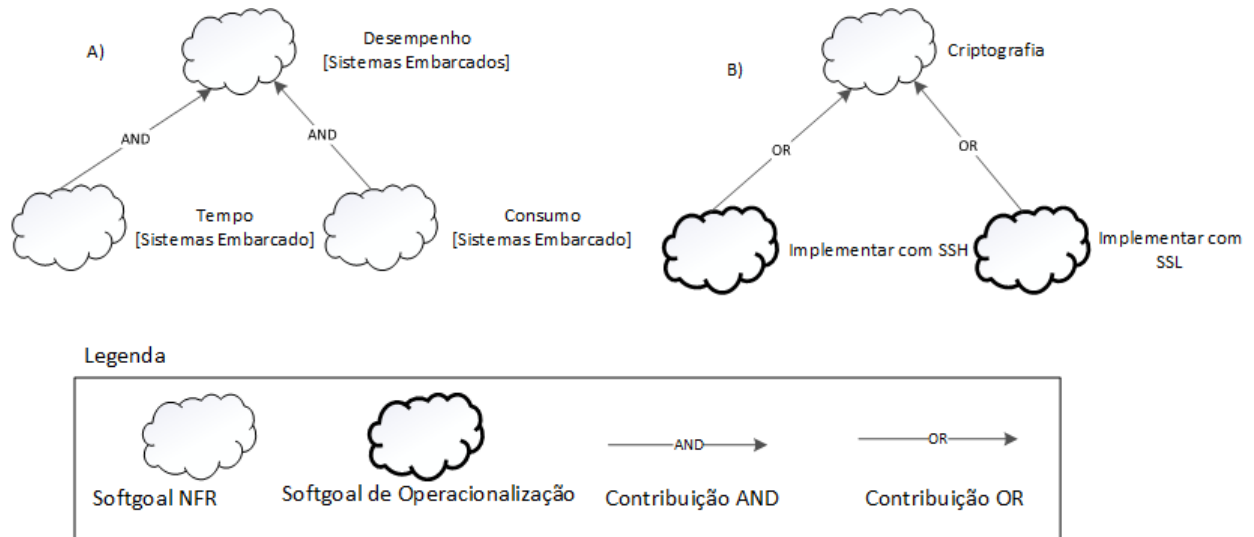 A)
Desempenho
[Sistemas Embarcados]
AND
AND
Tempo
[Sistemas Embarcado]
Consumo
[Sistemas Embarcado]
B)
Criptografia
OR
OR
Implementar com SSH
Implementar com
SSL
Legenda
AND
OR
Softgoal NFR
Softgoal de Operacionalização
Contribuição AND
Contribuição OR